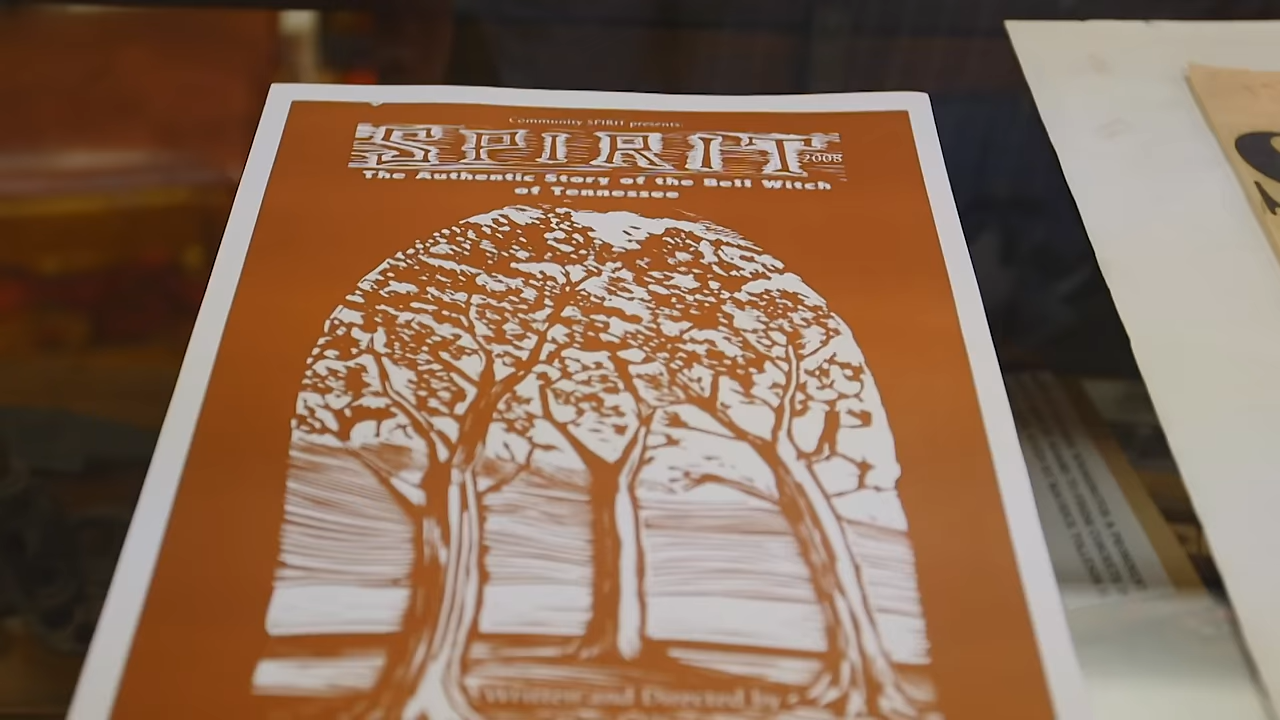 Community SPIRIT presents:
SPIRIT 2008
The Authentic Story of the Bell Witch
of Tennessee
Written and Directed by